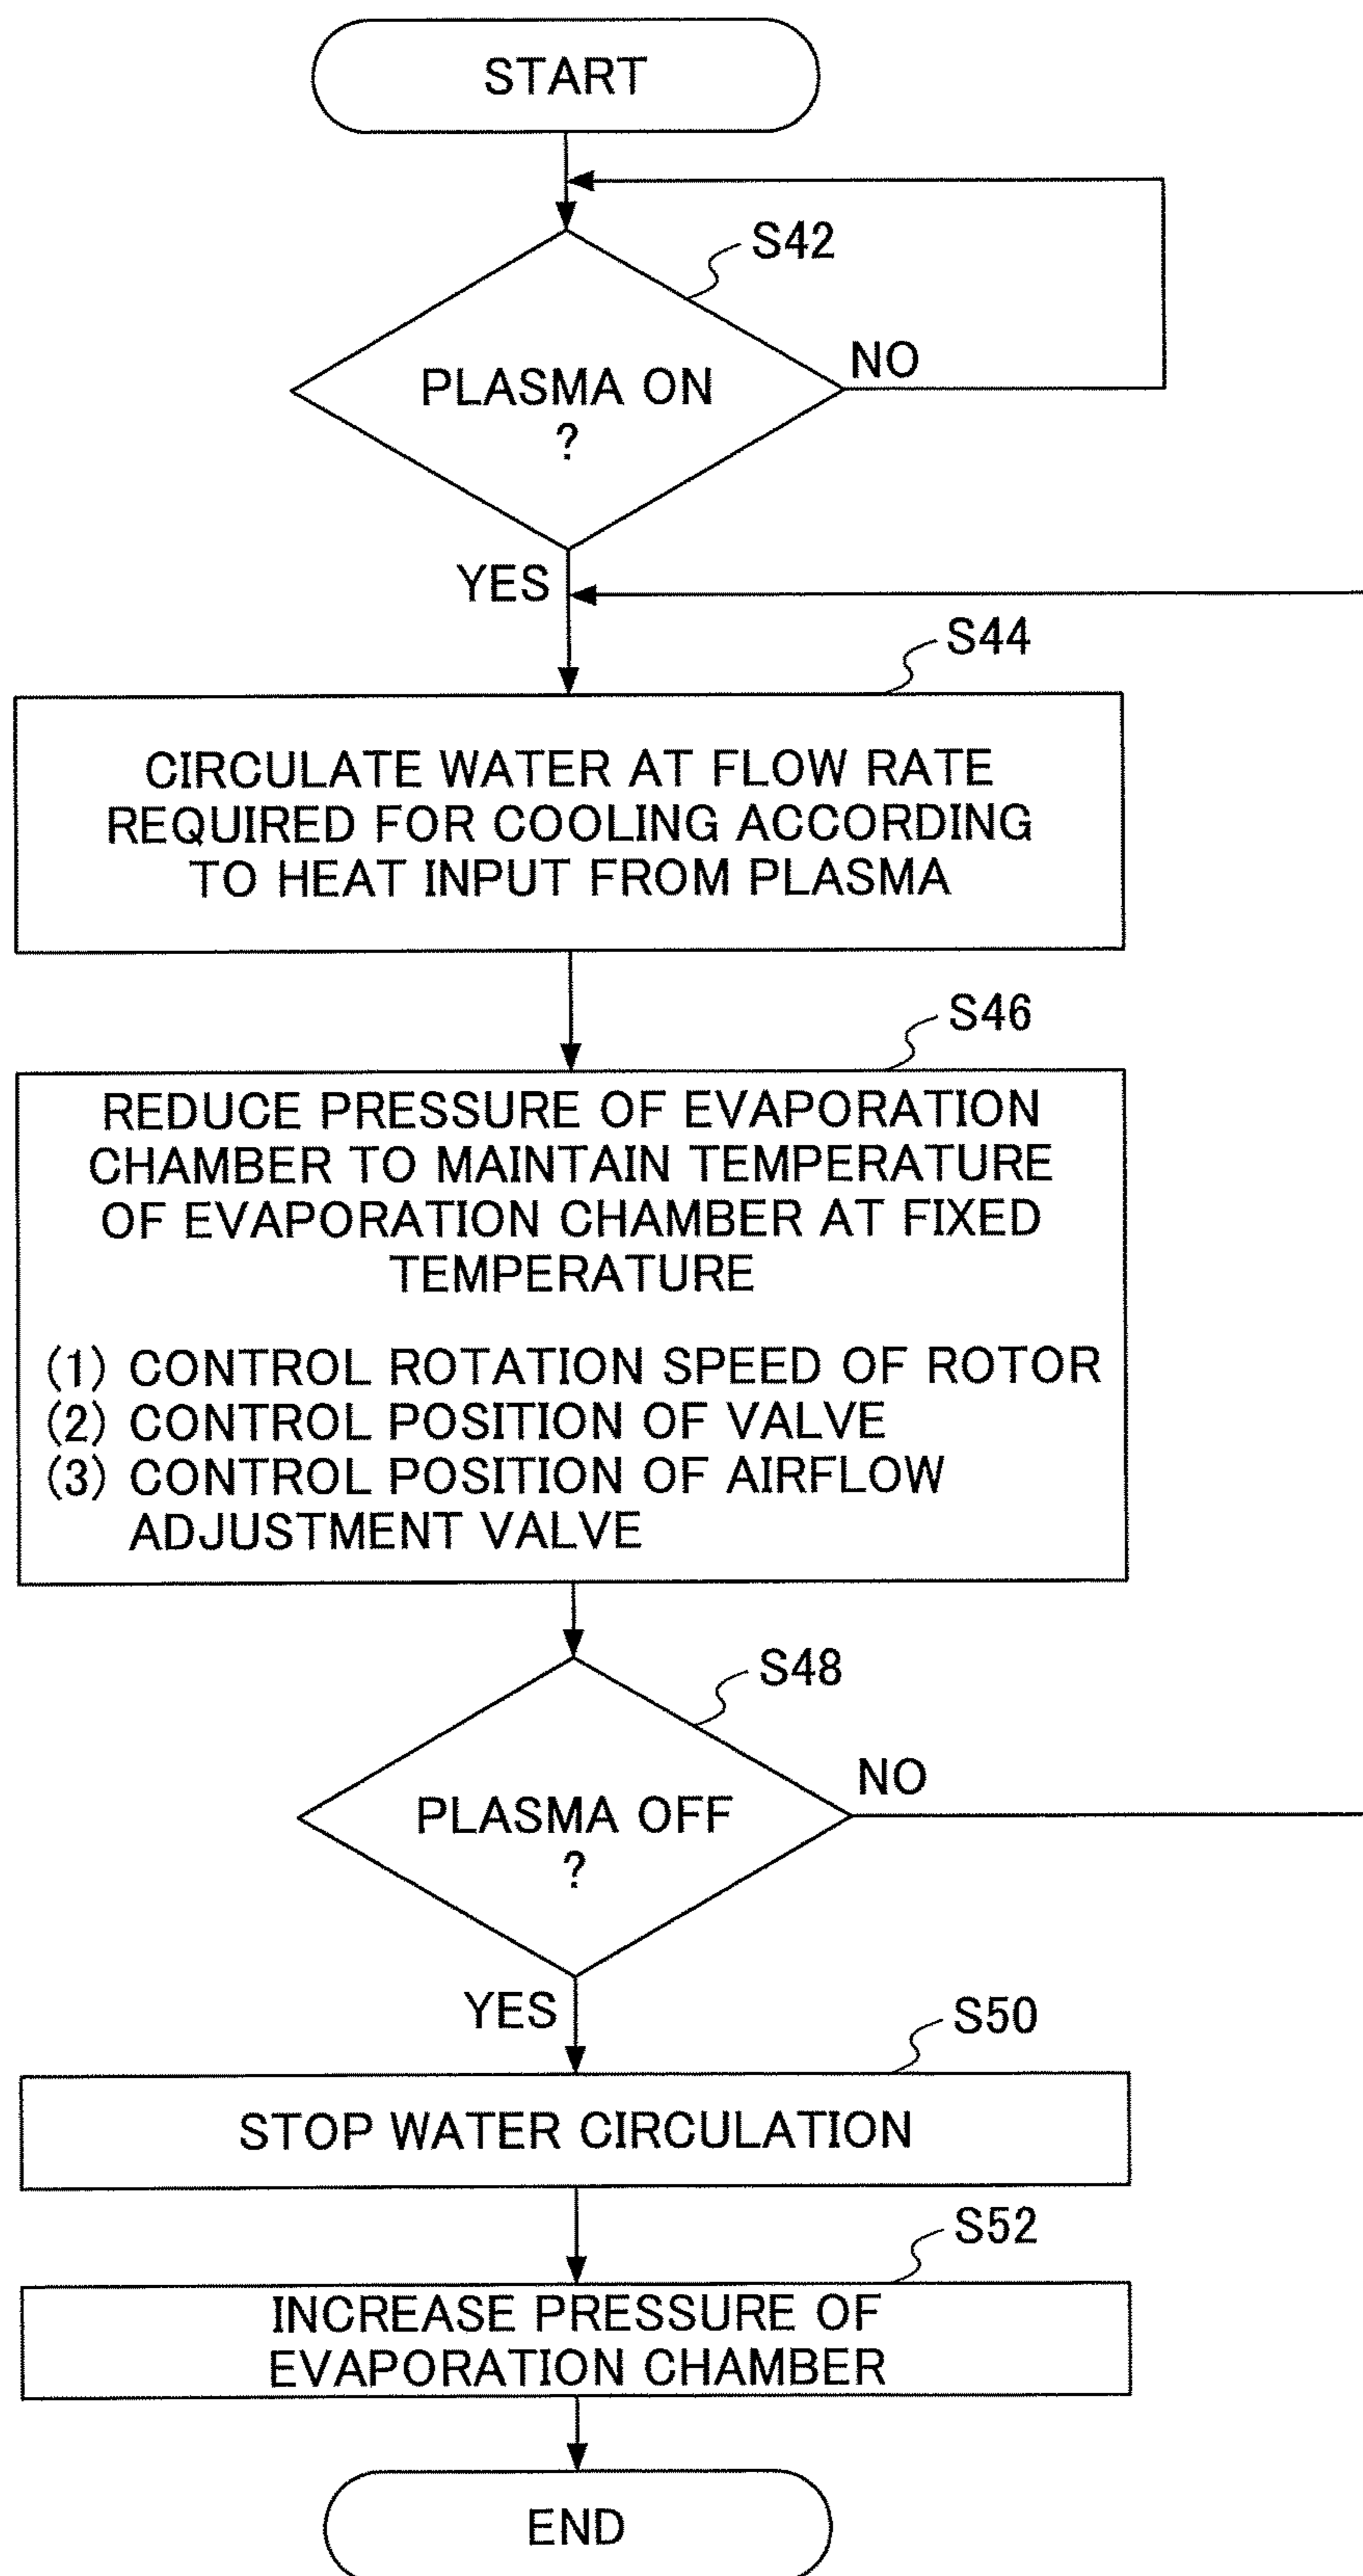 START
S42
PLASMA ON
?
NO
YES
S44
CIRCULATE WATER AT FLOW RATE
REQUIRED FOR COOLING ACCORDING
TO HEAT INPUT FROM PLASMA
S46
REDUCE PRESSURE OF EVAPORATION
CHAMBER TO MAINTAIN TEMPERATURE
OF EVAPORATION CHAMBER AT FIXED
TEMPERATURE
(1) CONTROL ROTATION SPEED OF ROTOR
(2) CONTROL POSITION OF VALVE
(3) CONTROL POSITION OF AIRFLOW
ADJUSTMENT VALVE
S48
PLASMA OFF
?
NO
YES
S50
STOP WATER CIRCULATION
S52
INCREASE PRESSURE OF
EVAPORATION CHAMBER
END